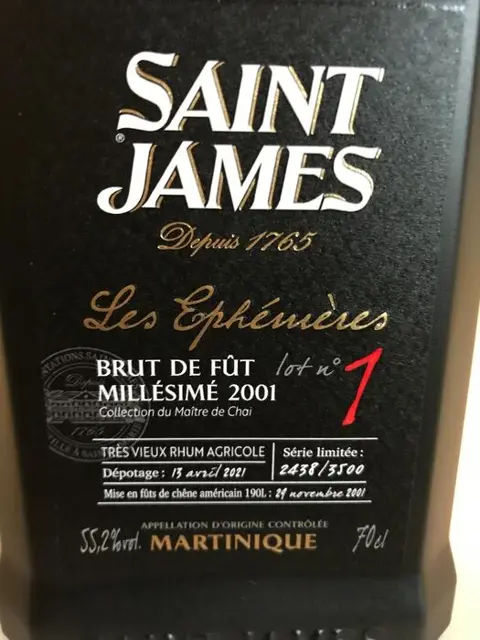 SAINT
JAMES®
Depuis 1765
Les Ephémères
BRUT DE FÛT lot n° 1
MILLÉSIMÉ 2001
Collection du Maître de Chai
TRÈS VIEUX RHUM AGRICOLE
Dépotage : 13 avril 2021
Série limitée :
2438/3500
Mise en fûts de chêne américain 190L : 29 novembre 2001
APPELLATION D'ORIGINE CONTRÔLÉE
55,2%vol. MARTINIQUE 70cl